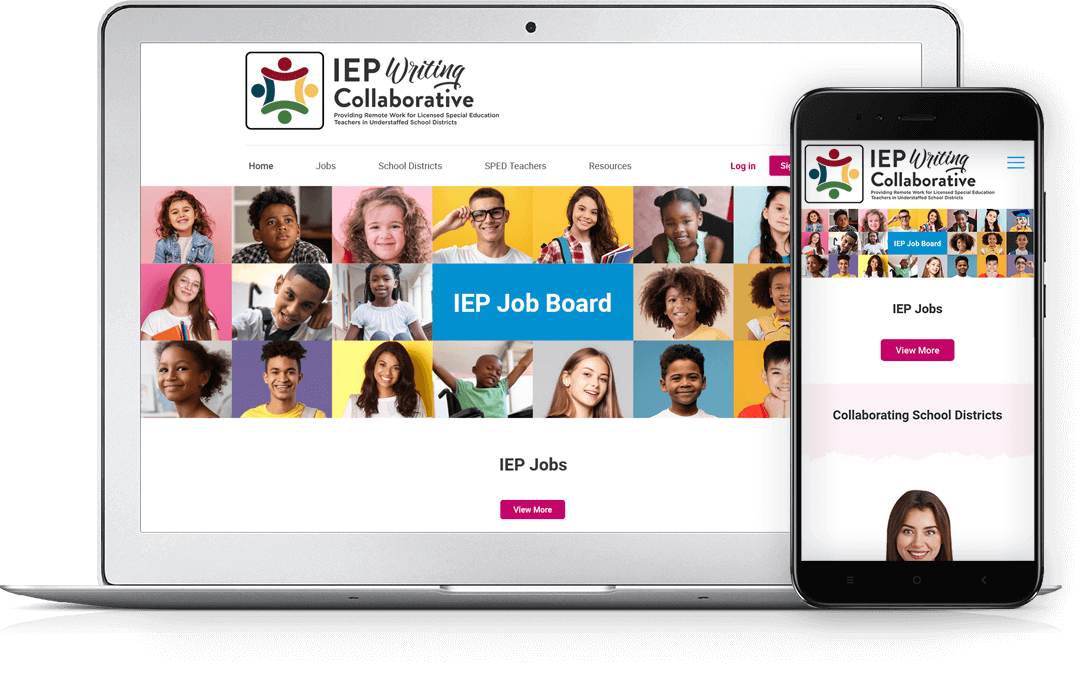 IEP Writing
Collaborative
Providing Remote Work for Licensed Special Education
Teachers in Understaffed School Districts
Home Jobs School Districts SPED Teachers Resources Log in
IEP Job Board
IEP Jobs
View More
IEP Writing
Collaborative
Providing Remote Work for Licensed Special Education
Teachers in Understaffed School Districts
IEP Job Board
IEP Jobs
View More
Collaborating School Districts